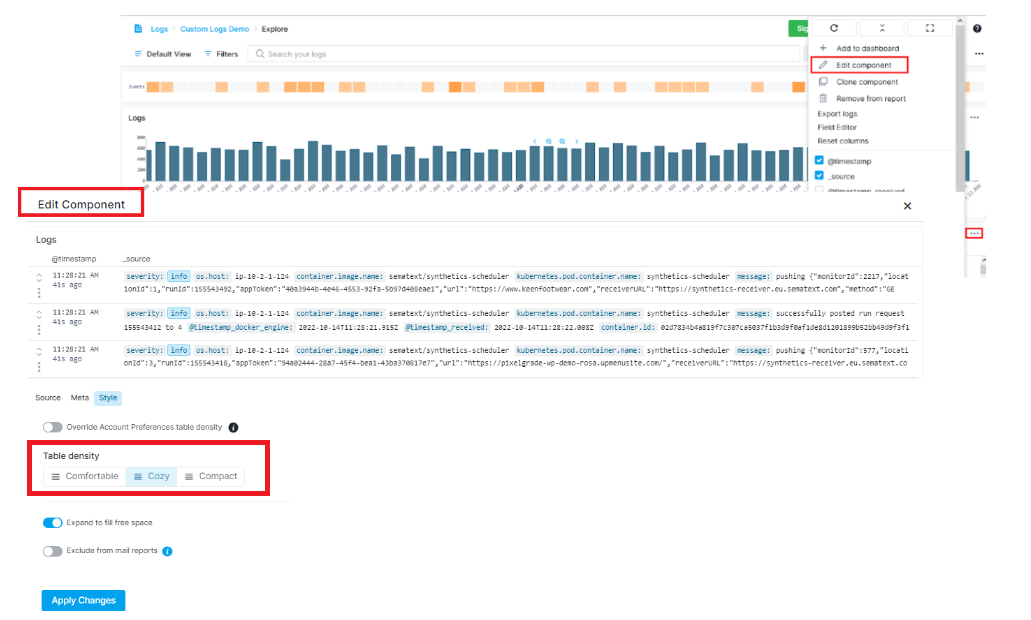 Logs Custom Logs Demo Explore
Default View Filters Search your logs
Add to dashboard
Edit component
Clone component
Remove from report
Export logs
Field Editor
Reset columns
@timestamp
_source
@timestamp_received
Events
Logs
800
600
400
200
0
Edit Component
Logs
@timestamp _source
11:28:21 AM severity: info os.host: ip-10-2-1-124 container.image.name: sematext/synthetics-scheduler kubernetes.pod.container.name: synthetics-scheduler message: pushing {"monitorId":2217,"locat
41s ago ionId":1,"runId":155543492,"appToken":"40a3944b-4e46-4553-92fa-5b97d408eae1","url":"https://www.keenfootwear.com","receiverURL":"https://synthetics-receiver.eu.sematext.com","method":"GE
11:28:21 AM severity: info os.host: ip-10-2-1-124 container.image.name: sematext/synthetics-scheduler kubernetes.pod.container.name: synthetics-scheduler message: successfully posted run request
41s ago 155543412 to 4 @timestamp_docker_engine: 2022-10-14T11:28:21.915Z @timestamp_received: 2022-10-14T11:28:22.008Z container.id: 02d7834b4a819f7c307ca5037f1b3d9f0af1de8d1201899b52bb49d9f3f1
11:28:21 AM severity: info os.host: ip-10-2-1-124 container.image.name: sematext/synthetics-scheduler kubernetes.pod.container.name: synthetics-scheduler message: pushing {"monitorId":577,"locati
41s ago onId":3,"runId":155543418,"appToken":"94a02444-28a7-45f4-bea1-43ba370817e7","url":"https://pixelgrade-wp-demo-rosa.upmenusite.com/","receiverURL":"https://synthetics-receiver.eu.sematext.co
Source Meta Style
Override Account Preferences table density
Table density
Comfortable Cozy Compact
Expand to fill free space
Exclude from mail reports
Apply Changes